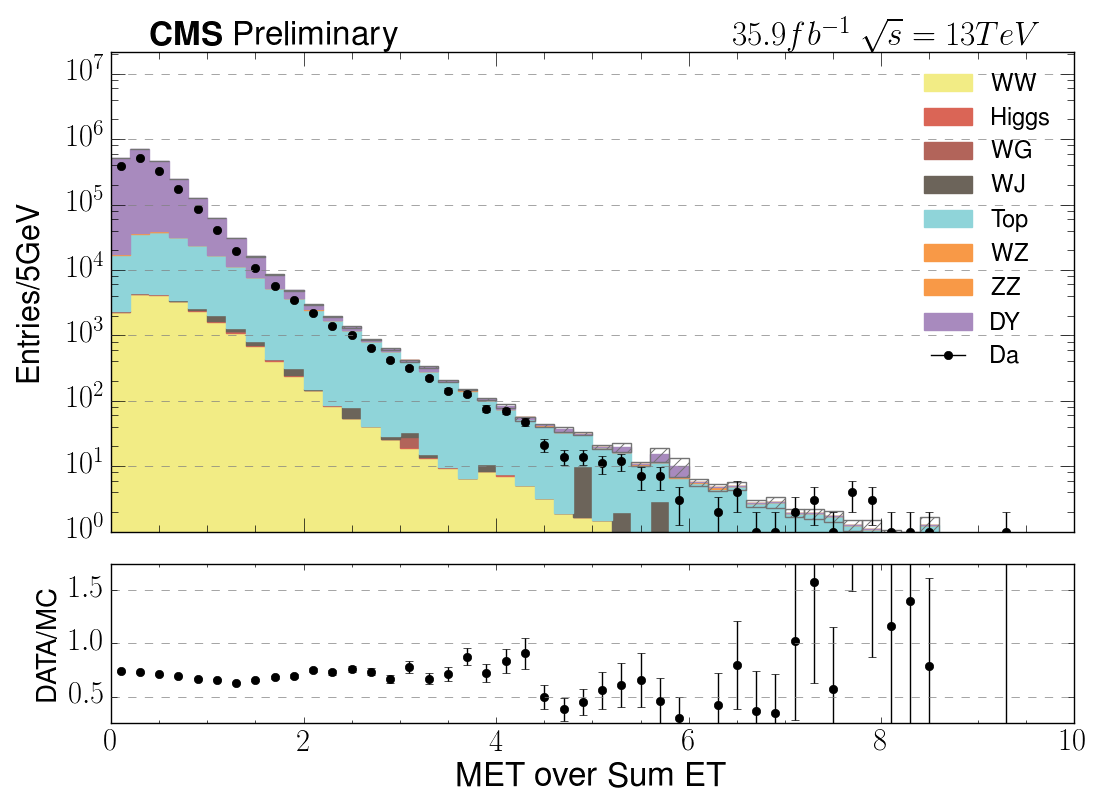 CMS Preliminary
35.9fb⁻¹ √s = 13TeV
Entries/5GeV
10⁷
10⁶
10⁵
10⁴
10³
10²
10¹
10⁰
WW
Higgs
WG
WJ
Top
WZ
ZZ
DY
Da
DATA/MC
1.5
1.0
0.5
0 2 4 6 8 10
MET over Sum ET